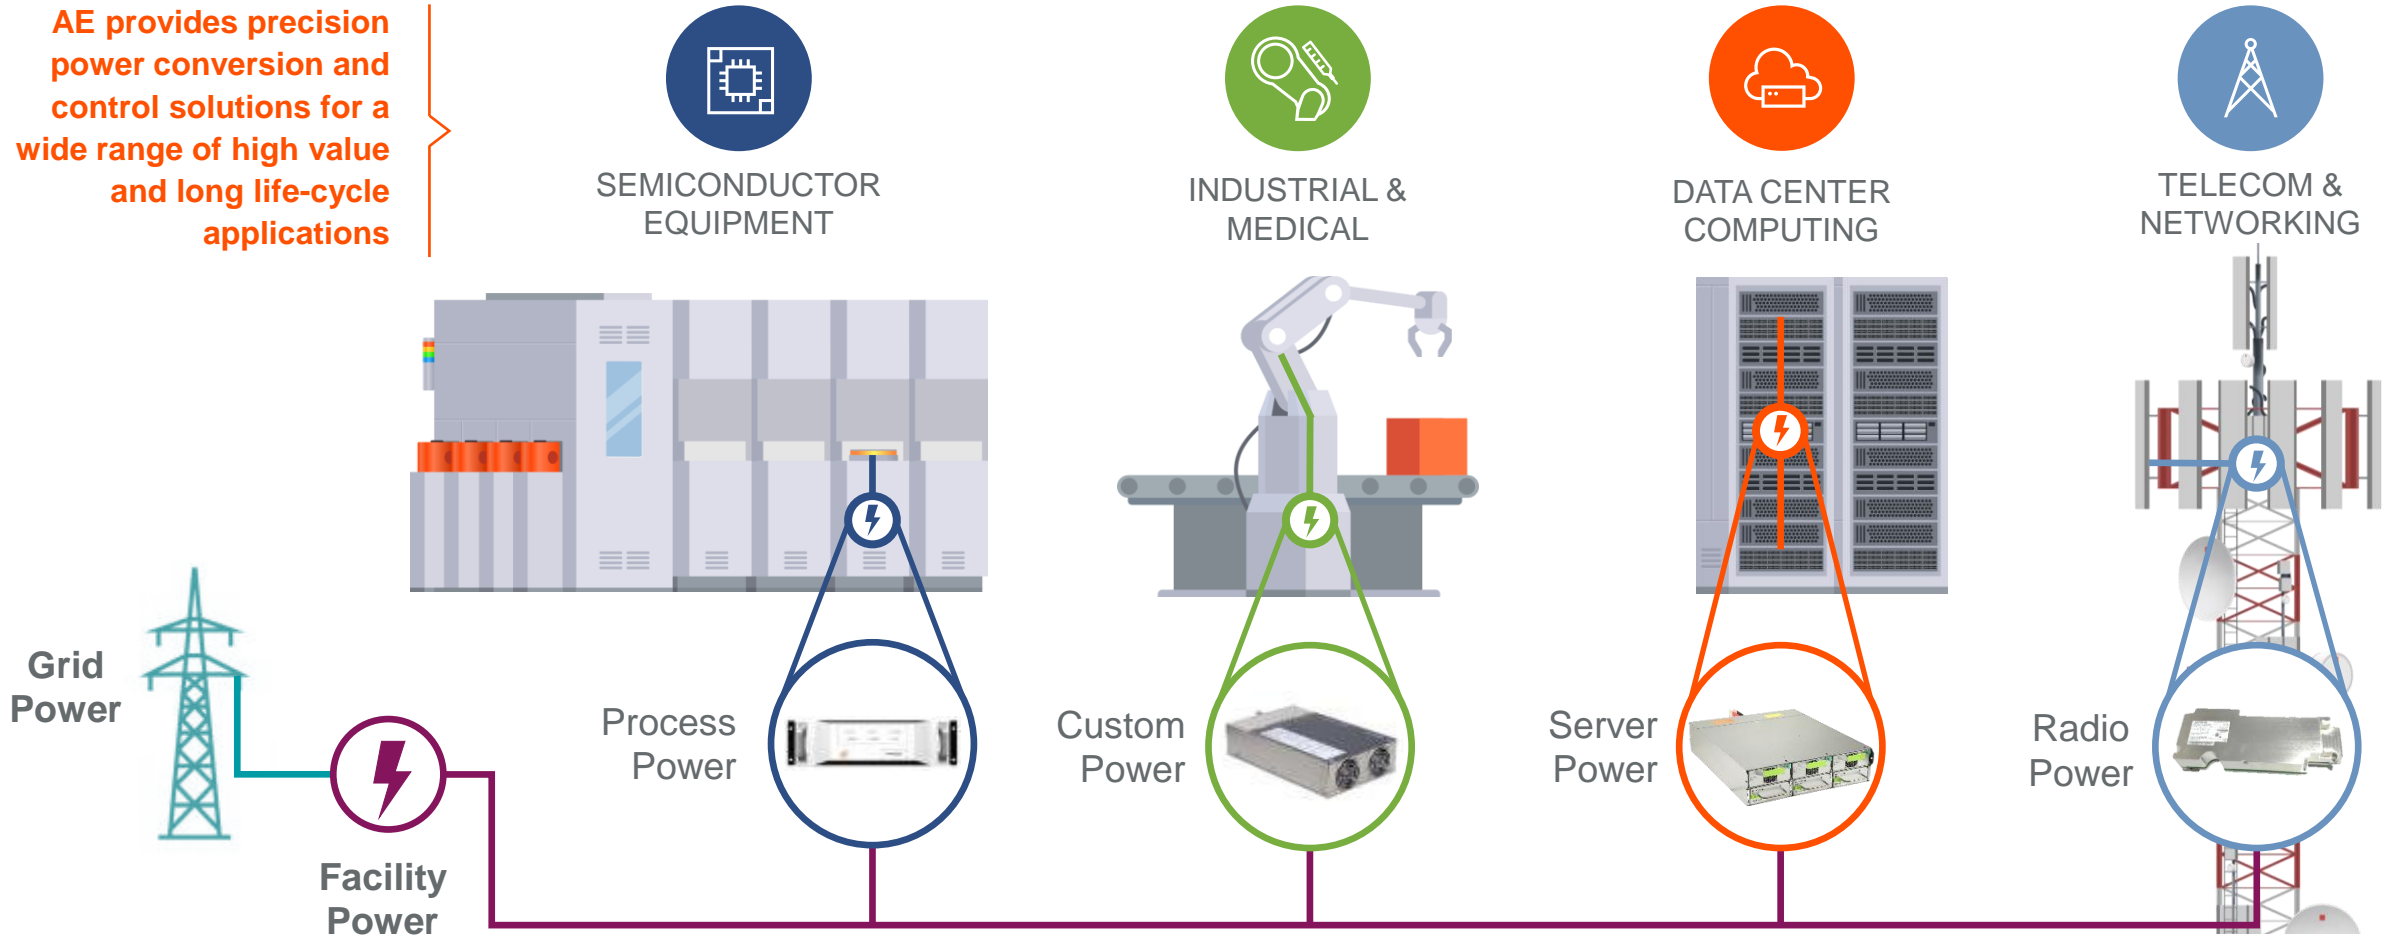 AE provides precision
power conversion and
control solutions for a
wide range of high value
and long life-cycle
applications
SEMICONDUCTOR
EQUIPMENT
INDUSTRIAL &
MEDICAL
DATA CENTER
COMPUTING
TELECOM &
NETWORKING
Grid
Power
Facility
Power
Process
Power
Custom
Power
Server
Power
Radio
Power